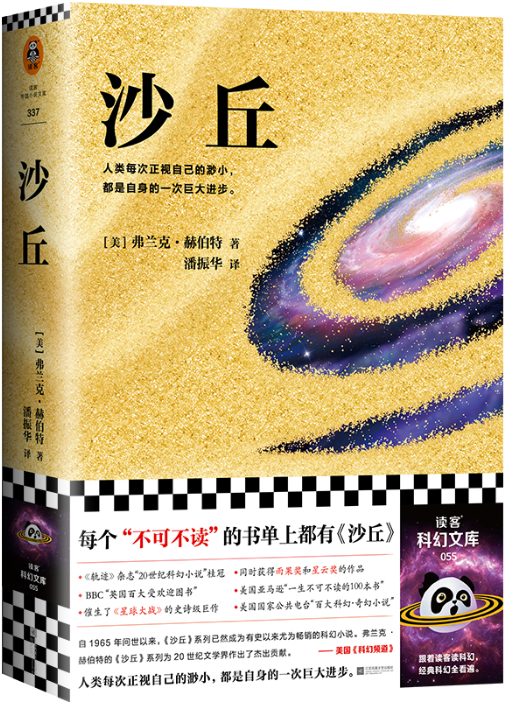 读客
读客
337
沙丘
[美] 弗兰克·赫伯特 著
潘振华 译
读客
科幻文库
055
沙丘
人类每次正视自己的渺小，
都是自身的一次巨大进步。
[美] 弗兰克·赫伯特 著
潘振华 译
每个“不可不读”的书单上都有《沙丘》
·《轨迹》杂志“20世纪科幻小说”桂冠
·BBC“英国百大受欢迎图书”
·催生了《星球大战》的史诗级巨作
·同时获得雨果奖和星云奖的作品
·美国亚马逊“一生不可不读的100本书”
·美国国家公共电台“百大科幻·奇幻小说”
自1965年问世以来，《沙丘》系列已然成为有史以来尤为畅销的科幻小说。弗兰克·
赫伯特的《沙丘》系列为20世纪文学界作出了杰出贡献。
——美国《科幻频道》
人类每次正视自己的渺小，都是自身的一次巨大进步。
读客
科幻文库
055
跟着读客读科幻，
经典科幻全看遍。